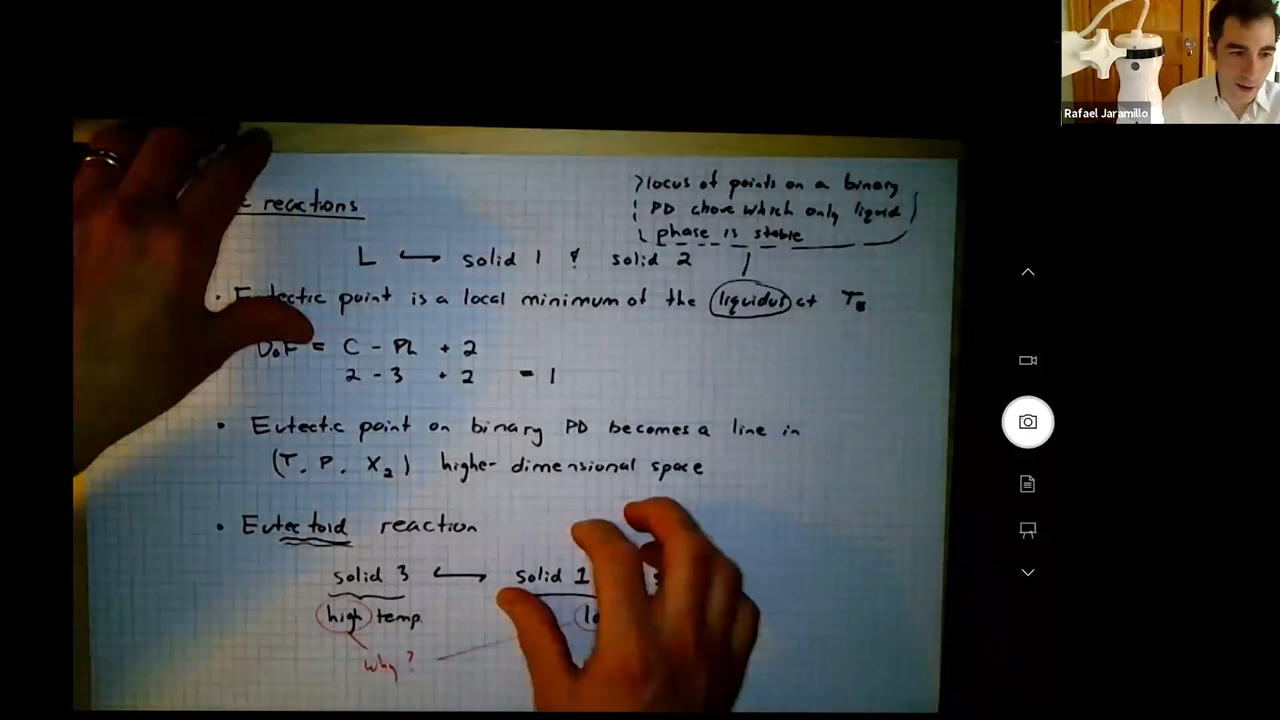 Rafael Jaramillo
reactions
locus of points on a binary
PD above which only liquid
phase is stable
L ⟷ solid 1 & solid 2
• Eutectic point is a local minimum of the liquidus at T
DoF = C - Ph + 2
2 - 3 + 2 = 1
• Eutectic point on binary PD becomes a line in
(T, P, X₂) higher-dimensional space
• Eutectoid reaction
solid 3 ⟷ solid 1
high temp.
why?